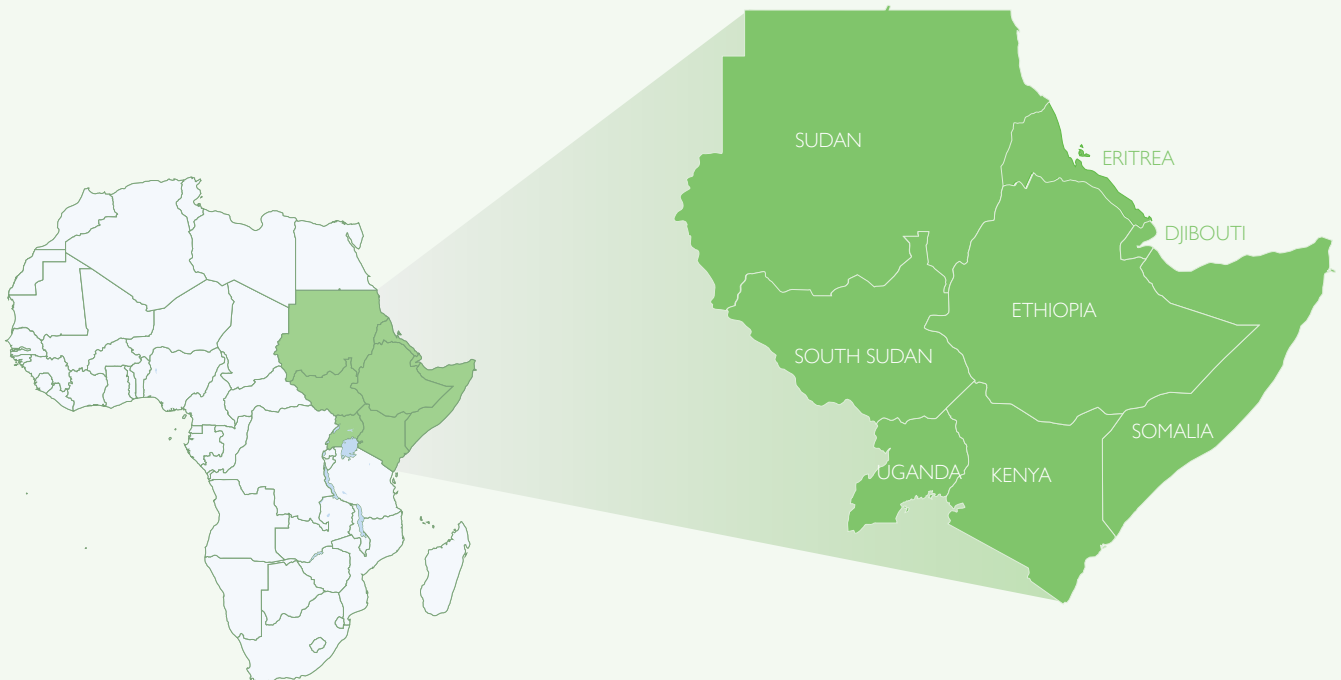 SUDAN
ERITREA
DJIBOUTI
ETHIOPIA
SOUTH SUDAN
SOMALIA
UGANDA
KENYA